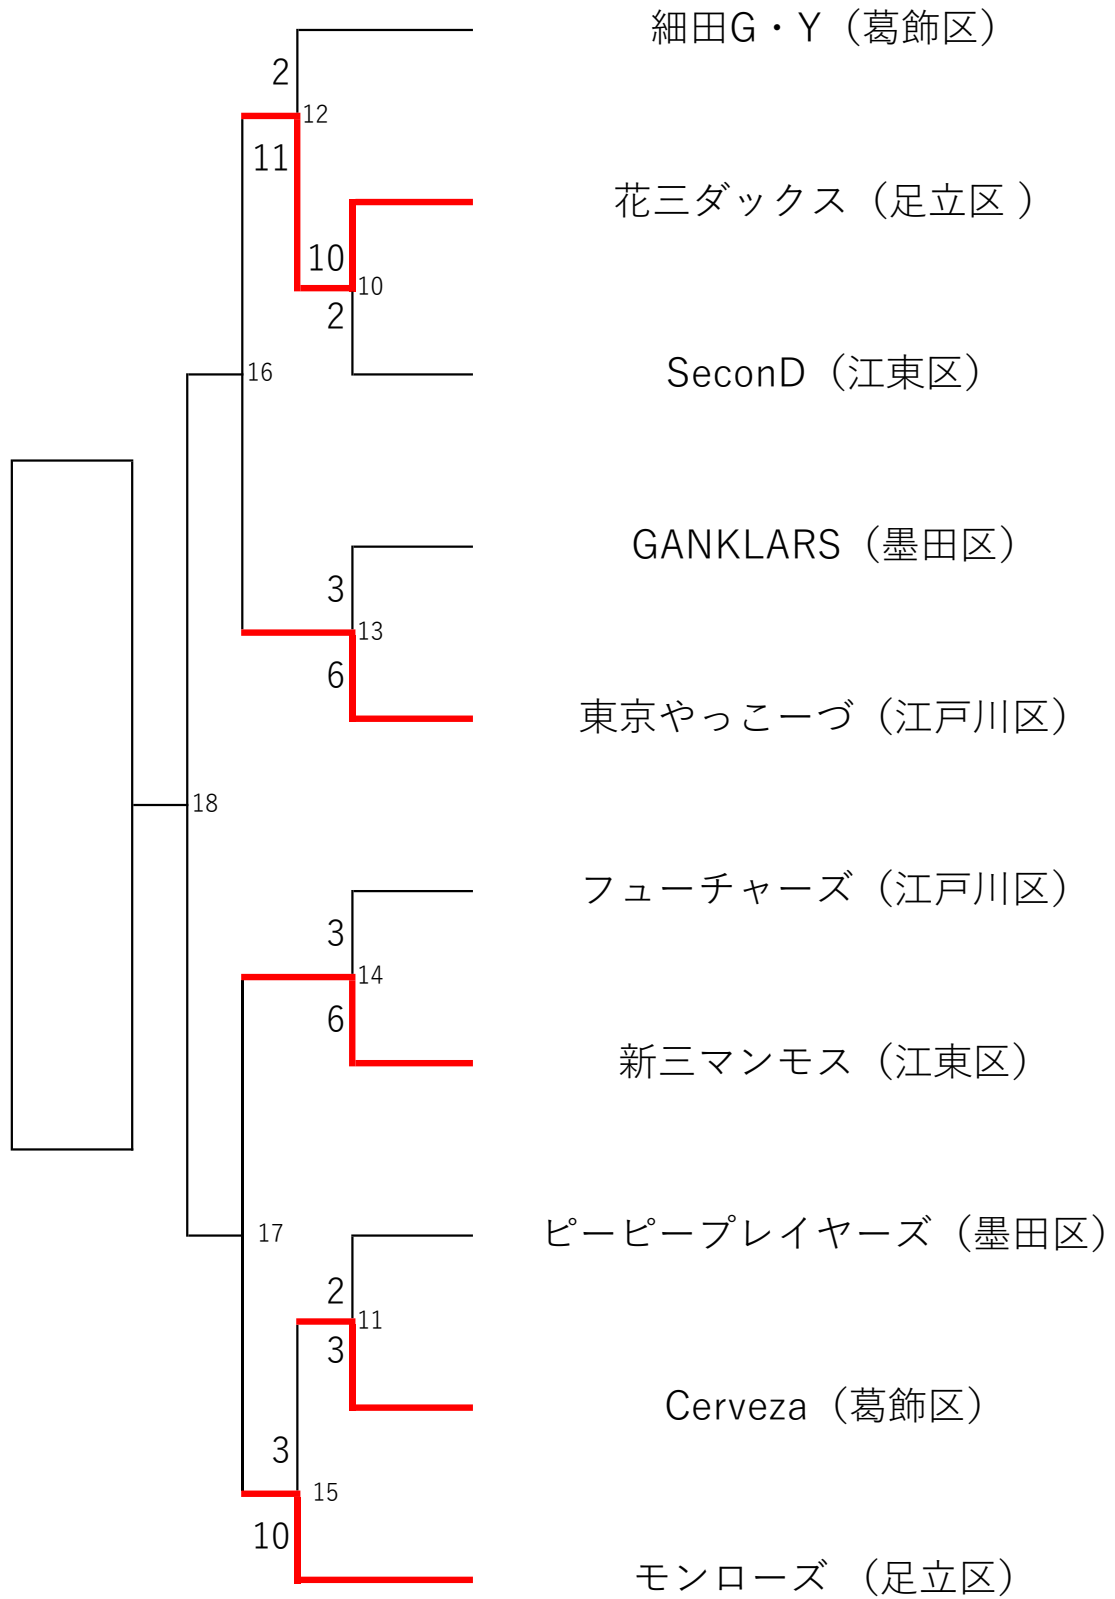 細田G・Y（葛飾区）
2
12
11
花三ダックス（足立区 ）
10
10
2
SeconD（江東区）
16
GANKLARS（墨田区）
3
13
6
東京やっこーづ（江戸川区）
18
フューチャーズ（江戸川区）
3
14
6
新三マンモス（江東区）
17
ピーピープレイヤーズ（墨田区）
2
11
3
Cerveza（葛飾区）
3
15
10
モンローズ （足立区）